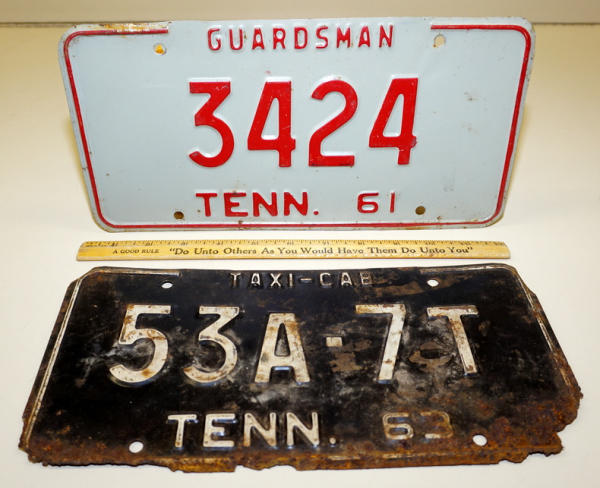 GUARDSMAN
3424
TENN. 61
A GOOD RULE "Do Unto Others As You Would Have Them Do Unto You"
TAXI-CAB
53A-7T
TENN. 63